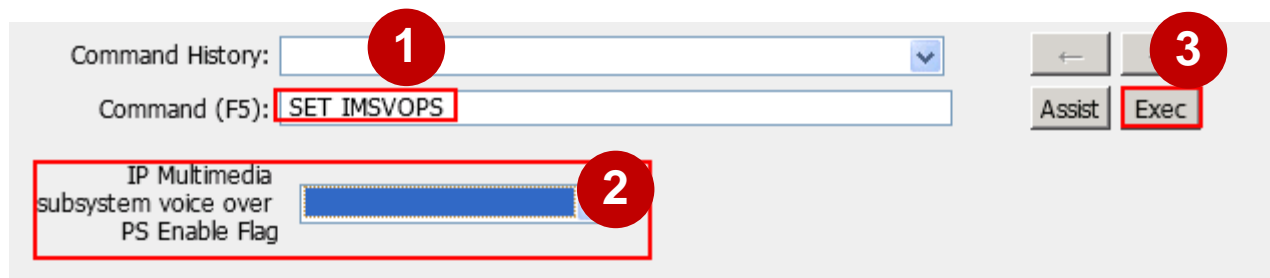 1
3
Command History:
←
Command (F5): SET IMSVOPS
Assist Exec
IP Multimedia
subsystem voice over
PS Enable Flag
2